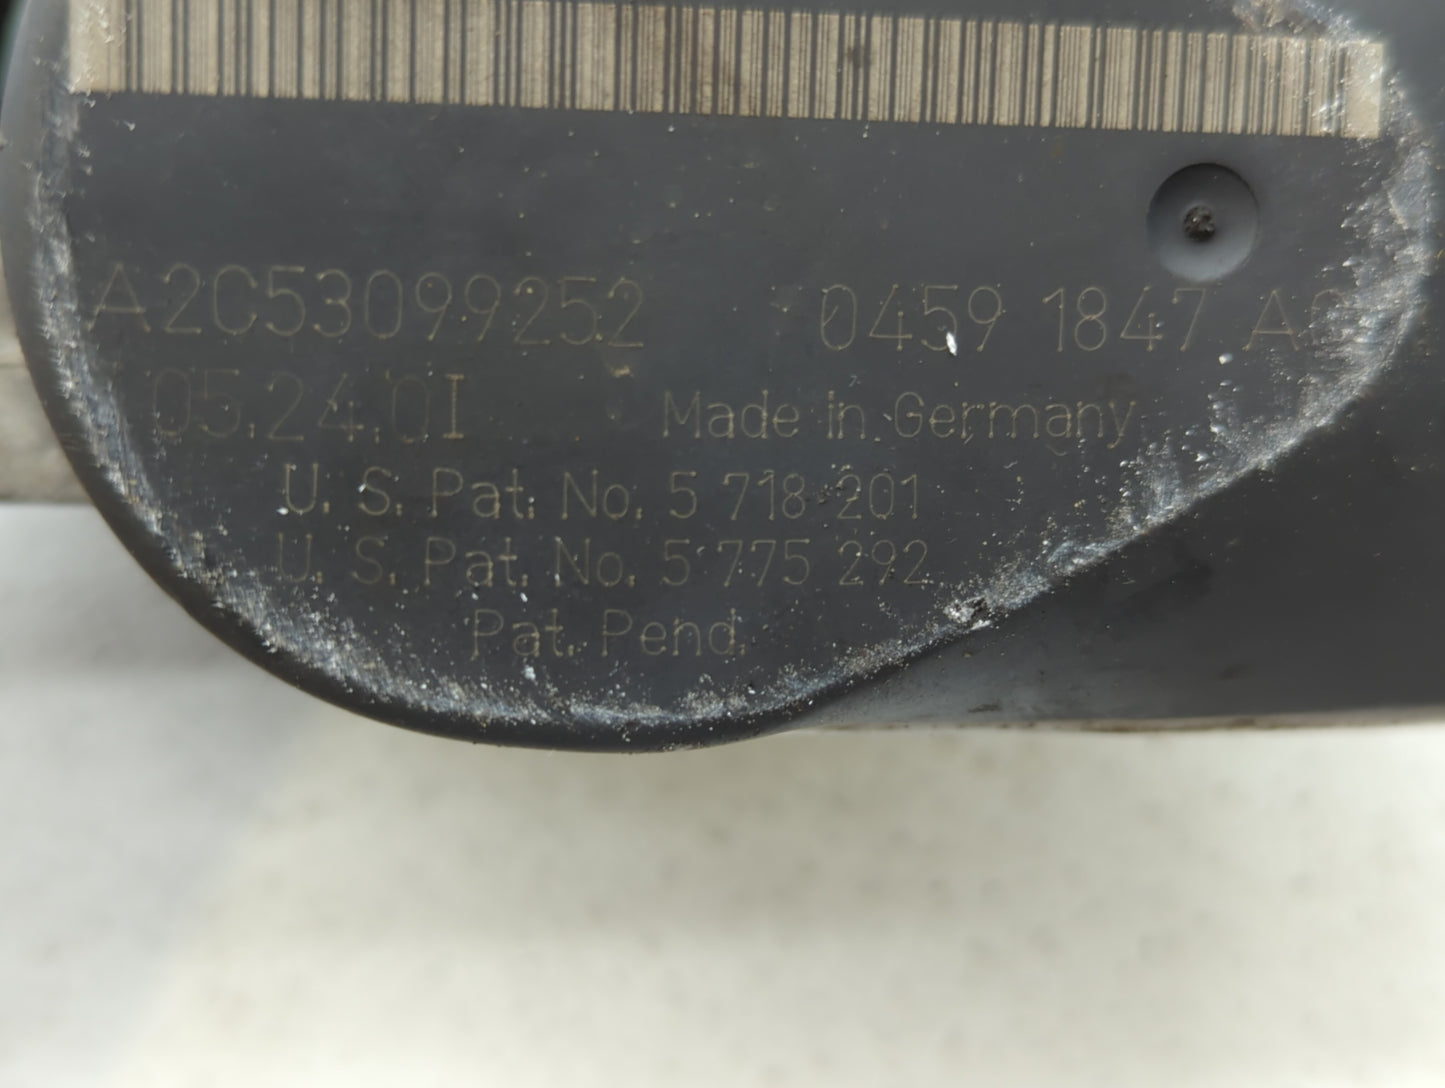 A2C53099252 0459 1847
05.24.01
Made in Germany
U. S. Pat. No. 5 718 201
U. S. Pat. No. 5 775 292
Pat. Pend.